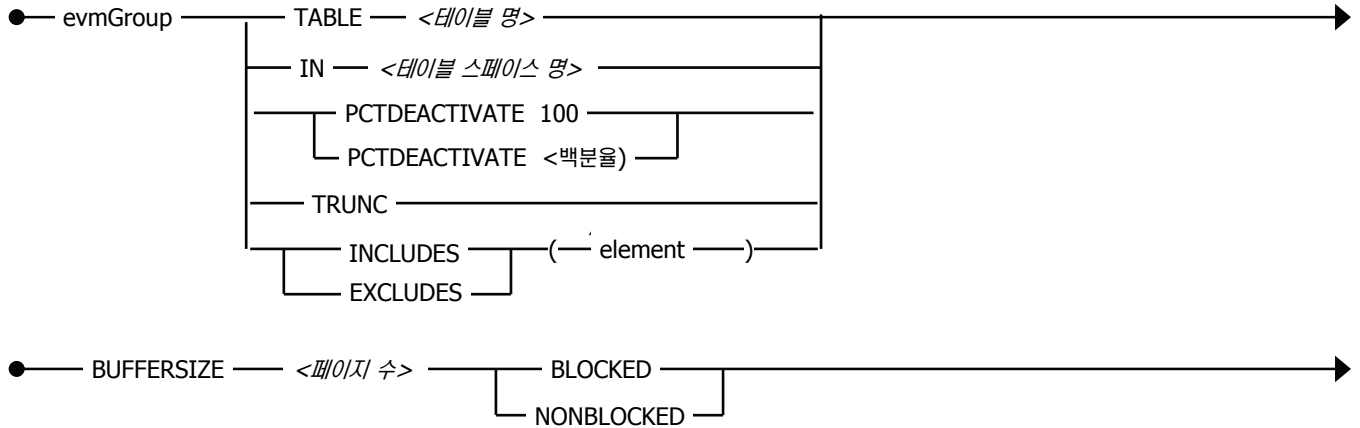 evmGroup TABLE <테이블 명>
IN <테이블 스페이스 명>
PCTDEACTIVATE 100
PCTDEACTIVATE <백분율)
TRUNC
INCLUDES ( element )
EXCLUDES
BUFFERSIZE <페이지 수> BLOCKED
NONBLOCKED